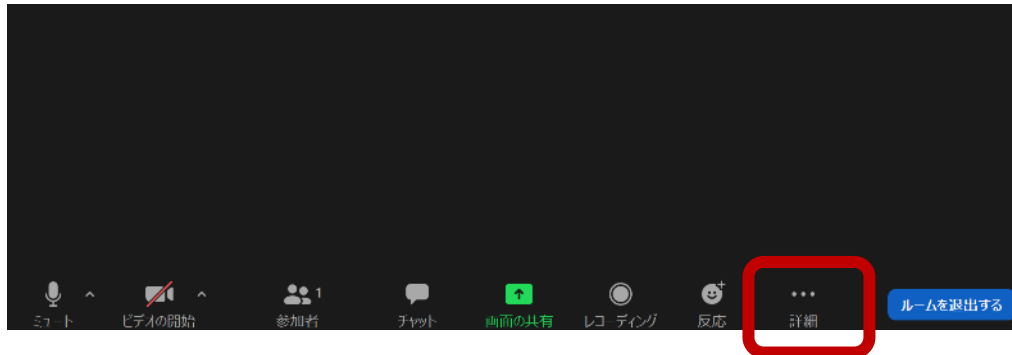 ミュート
ビデオの開始
1
参加者
チャット
画面の共有
レコーディング
反応
詳細
ルームを退出する